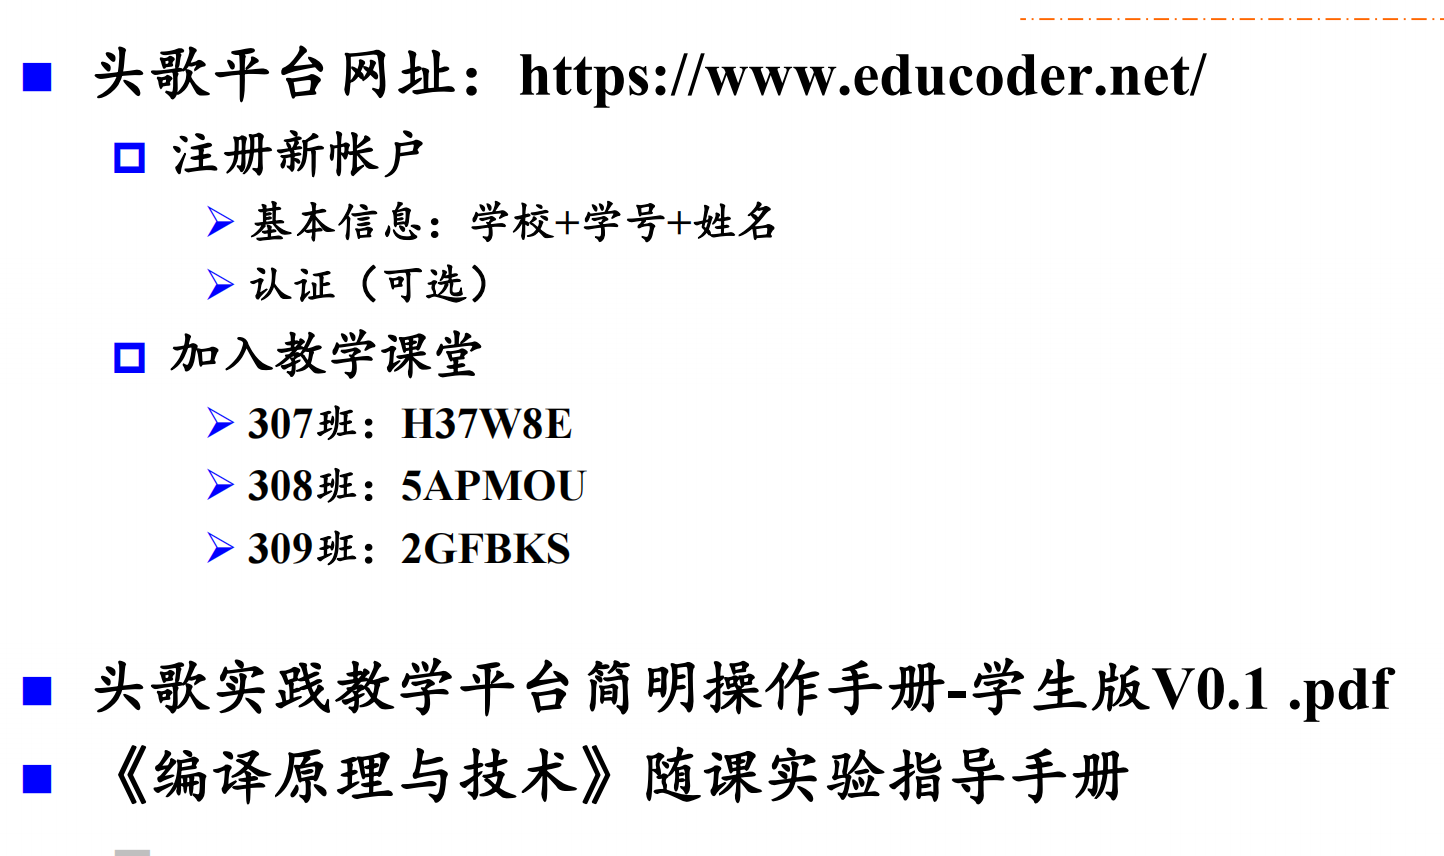 头歌平台网址：https://www.educoder.net/
注册新帐户
基本信息：学校+学号+姓名
认证（可选）
加入教学课堂
307班：H37W8E
308班：5APMOU
309班：2GFBKS
头歌实践教学平台简明操作手册-学生版V0.1 .pdf
《编译原理与技术》随课实验指导手册